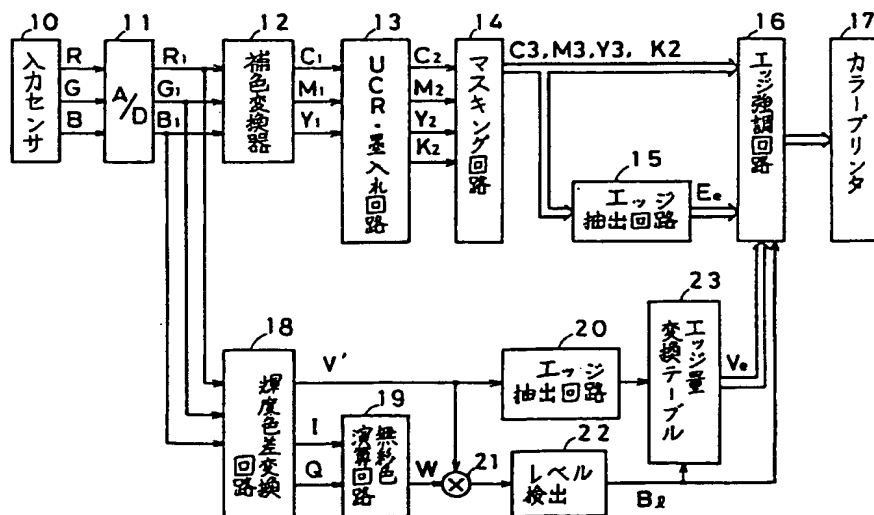 10
11
12
13
14
16
17
入力センサ
R
G
B
A/D
R1
G1
B1
補色変換器
C1
M1
Y1
UCR・墨入れ回路
C2
M2
Y2
K2
マスキング回路
C3, M3, Y3, K2
15
エッジ
抽出回路
Ee
エッジ強調回路
カラープリンタ
18
輝度色差変換
回路
V'
I
Q
19
無彩色
演算回路
W
20
エッジ
抽出回路
21
22
レベル
検出
Bℓ
23
エッジ量
変換テーブル
Ve